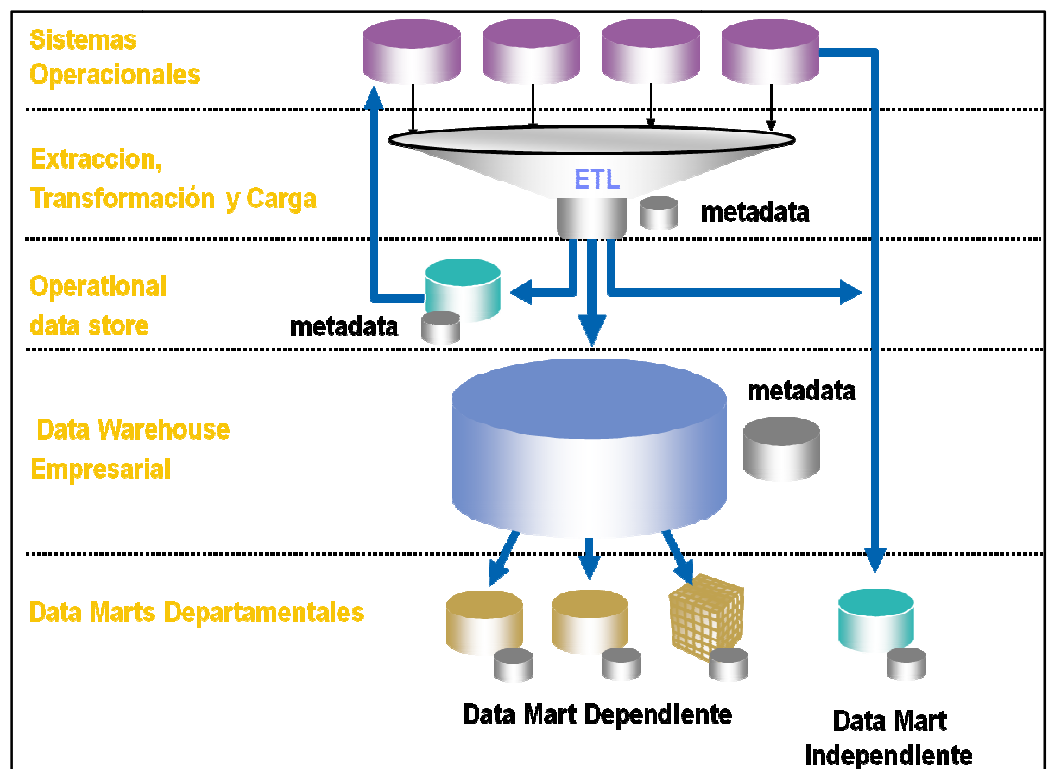 Sistemas
Operacionales
Extraccion,
Transformación y Carga
ETL
metadata
Operational
data store
metadata
metadata
Data Warehouse
Empresarial
Data Marts Departamentales
Data Mart Dependiente
Data Mart
Independiente